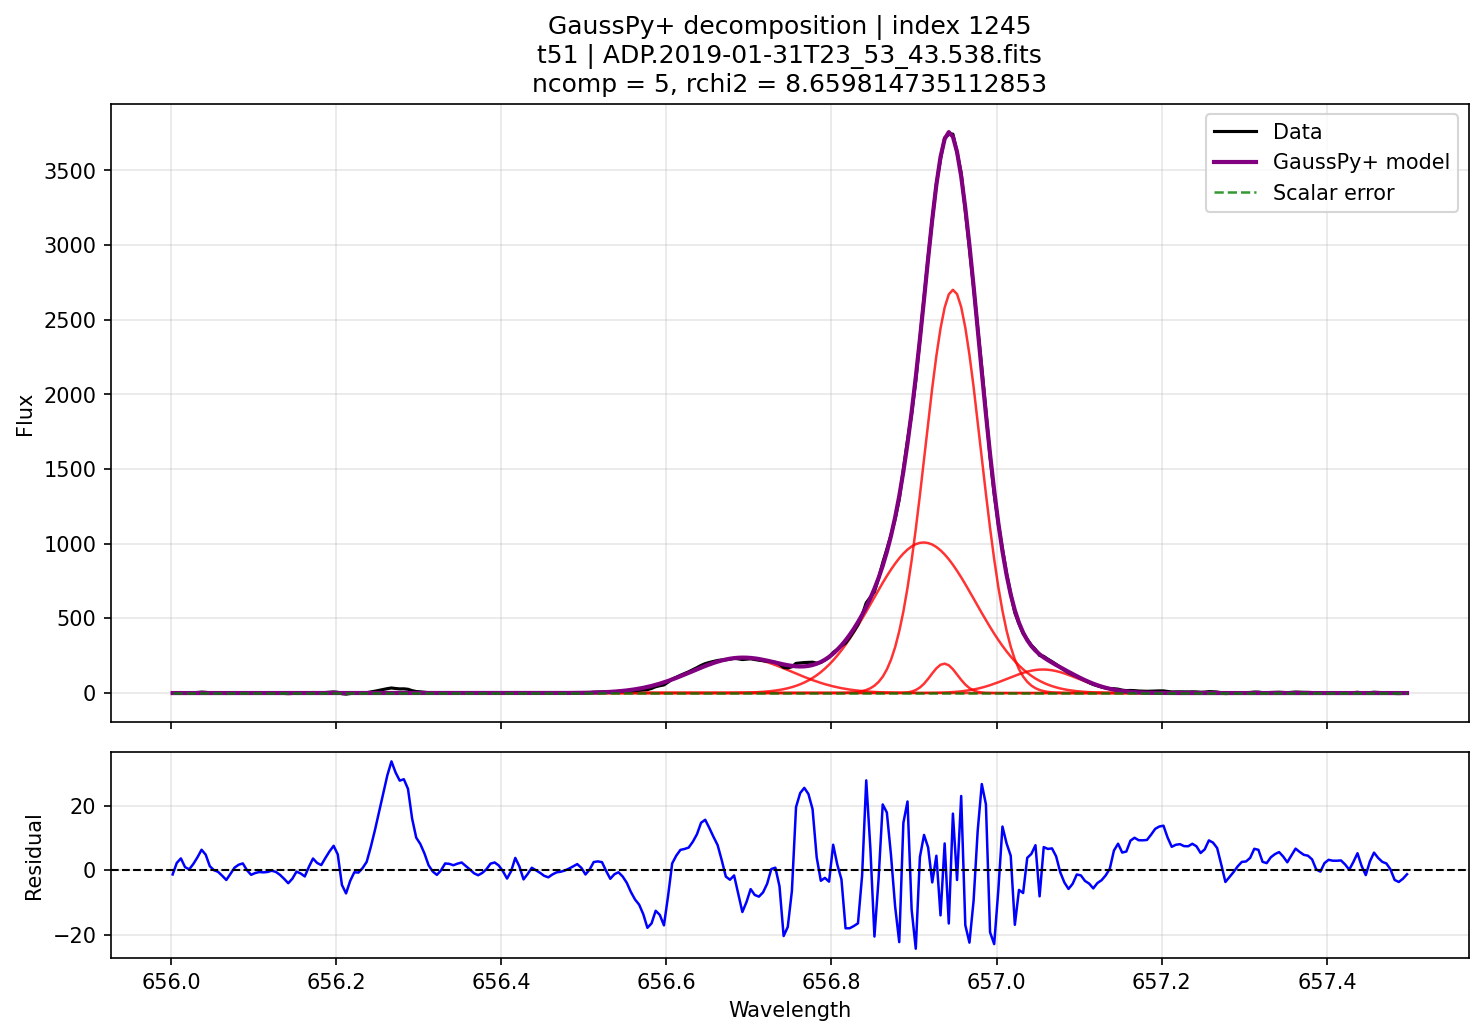 GaussPy+ decomposition | index 1245
t51 | ADP.2019-01-31T23_53_43.538.fits
ncomp = 5, rchi2 = 8.659814735112853
Data
GaussPy+ model
Scalar error
Flux
3500
3000
2500
2000
1500
1000
500
0
Residual
20
0
−20
656.0 656.2 656.4 656.6 656.8 657.0 657.2 657.4
Wavelength